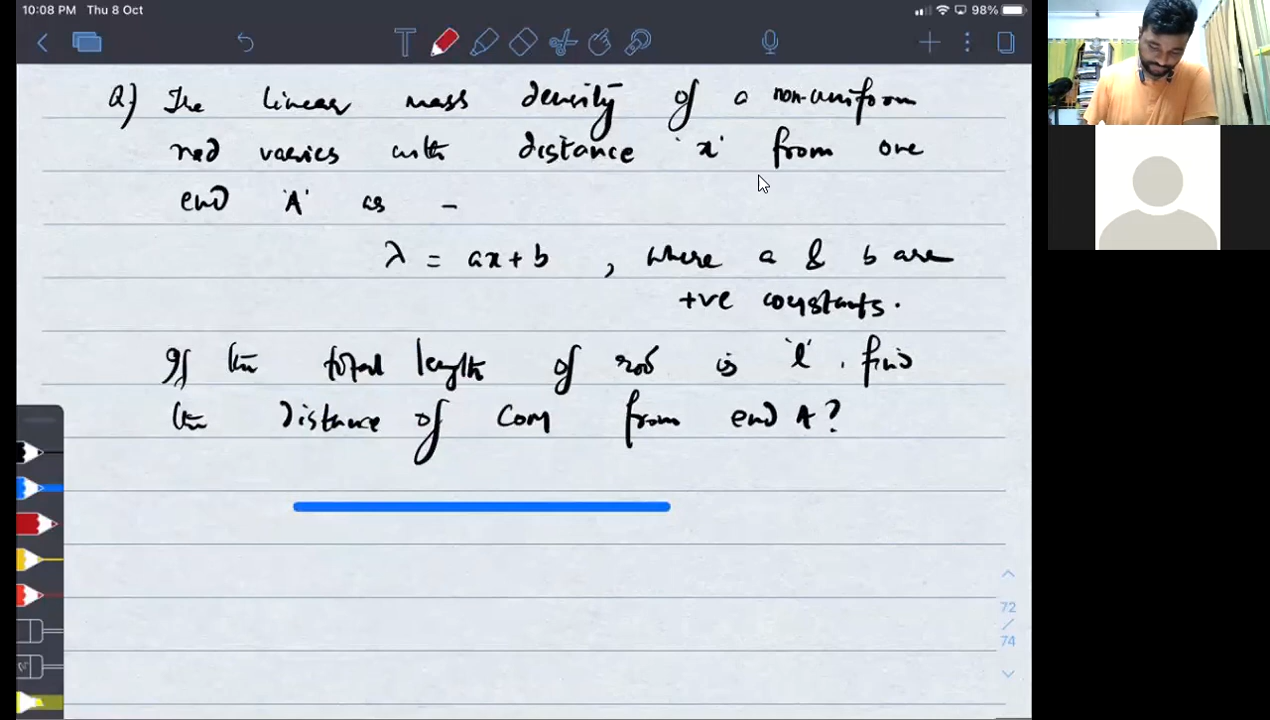 10:08 PM Thu 8 Oct
98%
T
Q) The linear mass density of a non-uniform
rod varies with distance 'x' from one
end 'A' as -
λ = ax + b , where a & b are
+ve constants.
If the total length of rod is 'l'. find
the distance of COM from end A?
72
/
74